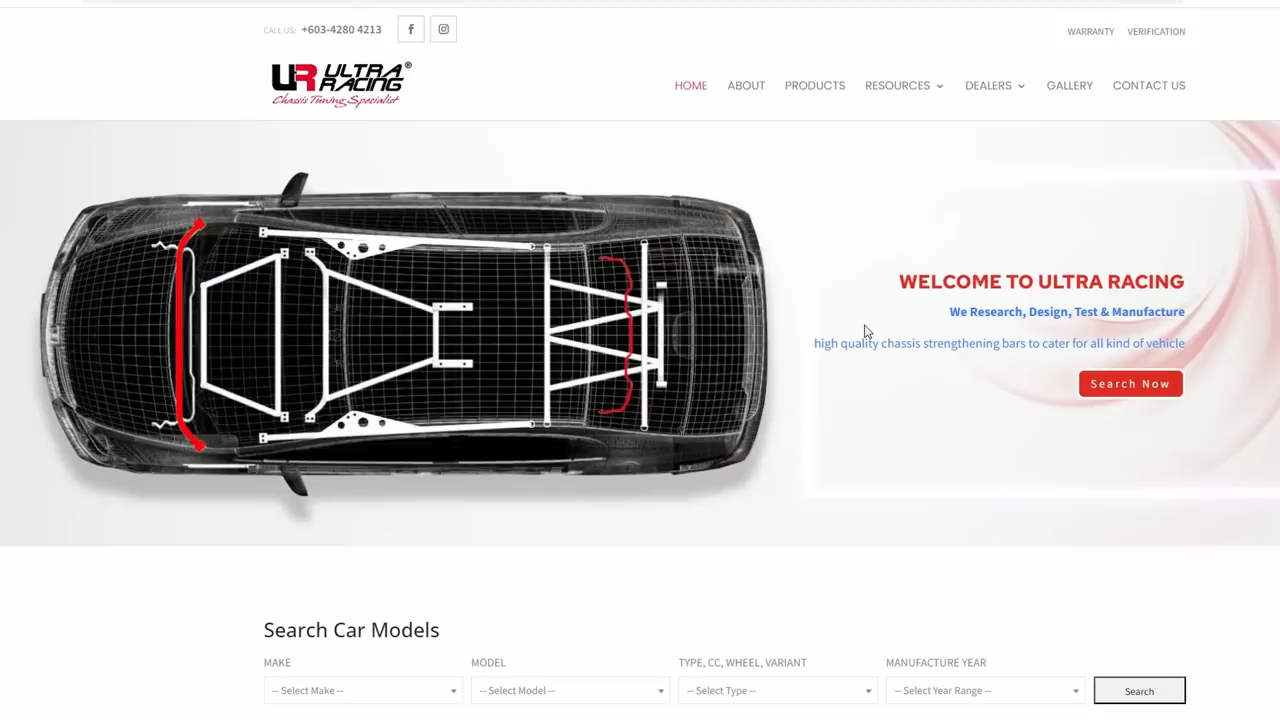 CALL US: +603-4280 4213
WARRANTY VERIFICATION
UR ULTRA RACING®
Chassis Tuning Specialist
HOME ABOUT PRODUCTS RESOURCES DEALERS GALLERY CONTACT US
WELCOME TO ULTRA RACING
We Research, Design, Test & Manufacture
high quality chassis strengthening bars to cater for all kind of vehicle
Search Now
Search Car Models
MAKE MODEL TYPE, CC, WHEEL, VARIANT MANUFACTURE YEAR
-- Select Make -- -- Select Model -- -- Select Type -- -- Select Year Range -- Search